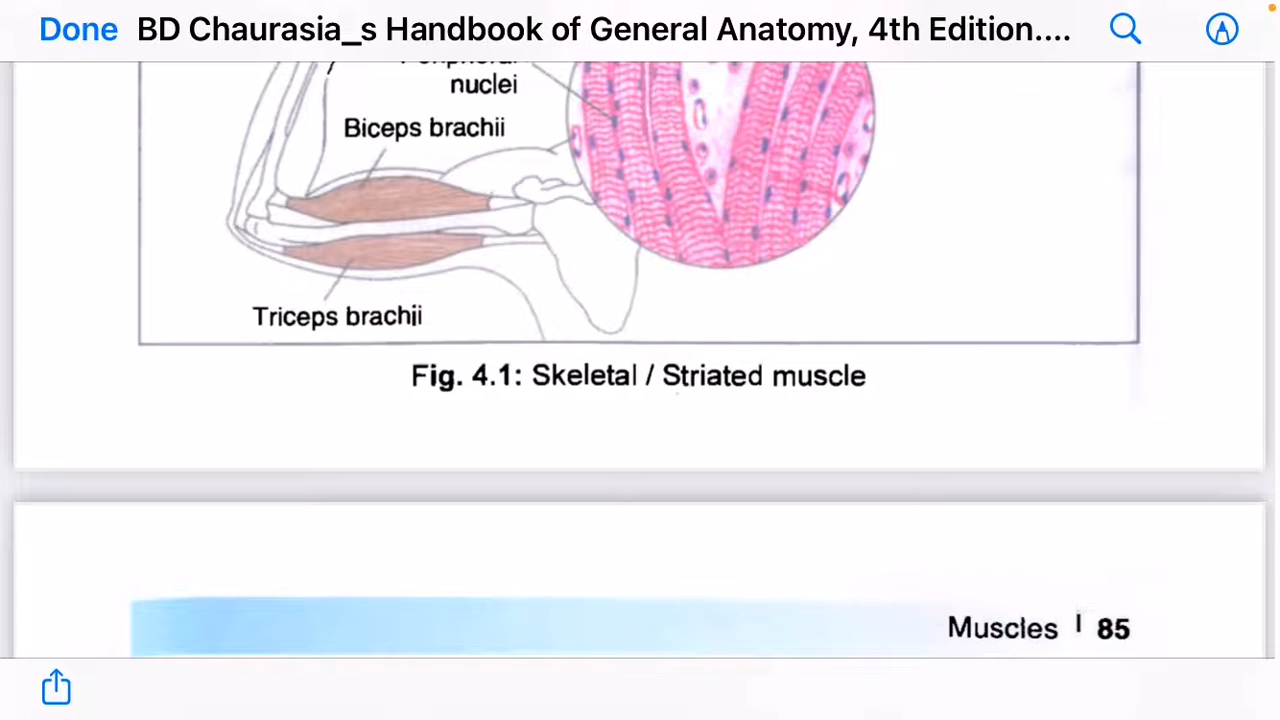 Done BD Chaurasia_s Handbook of General Anatomy, 4th Edition....
nuclei
Biceps brachii
Triceps brachii
Fig. 4.1: Skeletal / Striated muscle
Muscles | 85